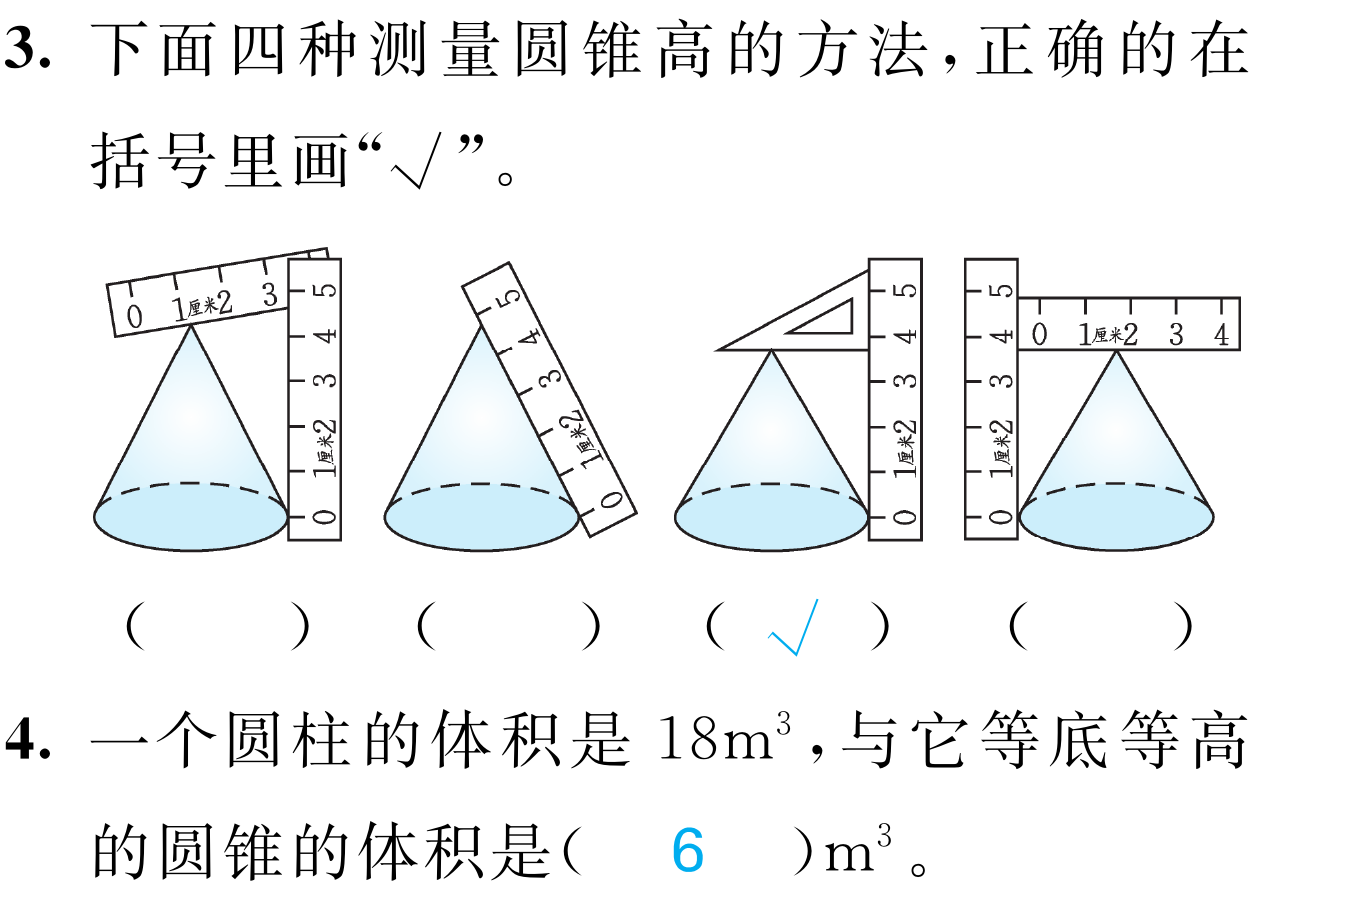 3. 下面四种测量圆锥高的方法,正确的在
括号里画“√”。
0 1厘米2 3 0 1厘米2 3 4 5
0 1厘米2 3 4 5
0 1厘米2 3 4 5
0 1厘米2 3 4 5 0 1厘米2 3 4
( ) ( ) ( √ ) ( )
4. 一个圆柱的体积是 18m³,与它等底等高
的圆锥的体积是( 6 )m³。